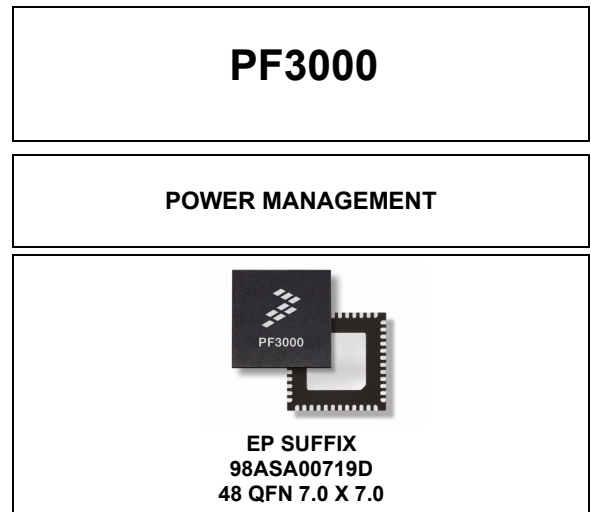 PF3000
POWER MANAGEMENT
PF3000
EP SUFFIX
98ASA00719D
48 QFN 7.0 X 7.0